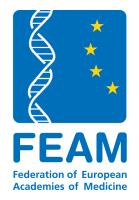 FEAM
Federation of European
Academies of Medicine